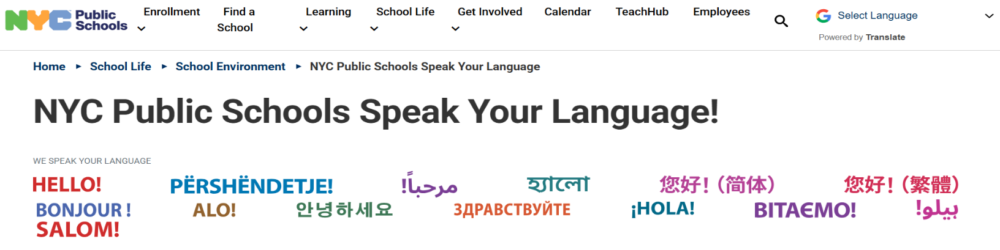 NYC Public Schools
Enrollment Find a School Learning School Life Get Involved Calendar TeachHub Employees
Select Language
Powered by Translate
Home ► School Life ► School Environment ► NYC Public Schools Speak Your Language
NYC Public Schools Speak Your Language!
WE SPEAK YOUR LANGUAGE
HELLO! PËRSHËNDETJE! مرحباً! হ্যালো 您好！（简体） 您好！（繁體）
BONJOUR ! ALO! 안녕하세요 ЗДРАВСТВУЙТЕ ¡HOLA! ВІТАЄМО! ہیلو!
SALOM!